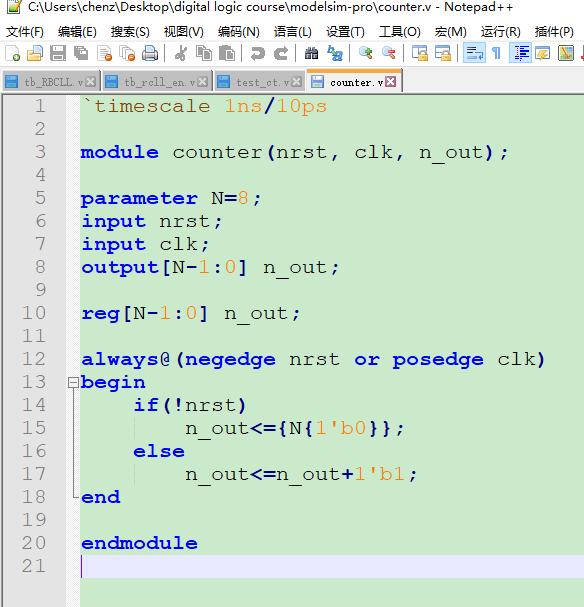 C:\Users\chenz\Desktop\digital logic course\modelsim-pro\counter.v - Notepad++
文件(F) 编辑(E) 搜索(S) 视图(V) 编码(N) 语言(L) 设置(T) 工具(O) 宏(M) 运行(R) 插件(P)
tb_RBCLL.v tb_rcll_en.v test_ct.v counter.v
1 `timescale 1ns/10ps
2
3 module counter(nrst, clk, n_out);
4
5 parameter N=8;
6 input nrst;
7 input clk;
8 output[N-1:0] n_out;
9
10 reg[N-1:0] n_out;
11
12 always@(negedge nrst or posedge clk)
13 begin
14 if(!nrst)
15 n_out<={N{1'b0}};
16 else
17 n_out<=n_out+1'b1;
18 end
19
20 endmodule
21